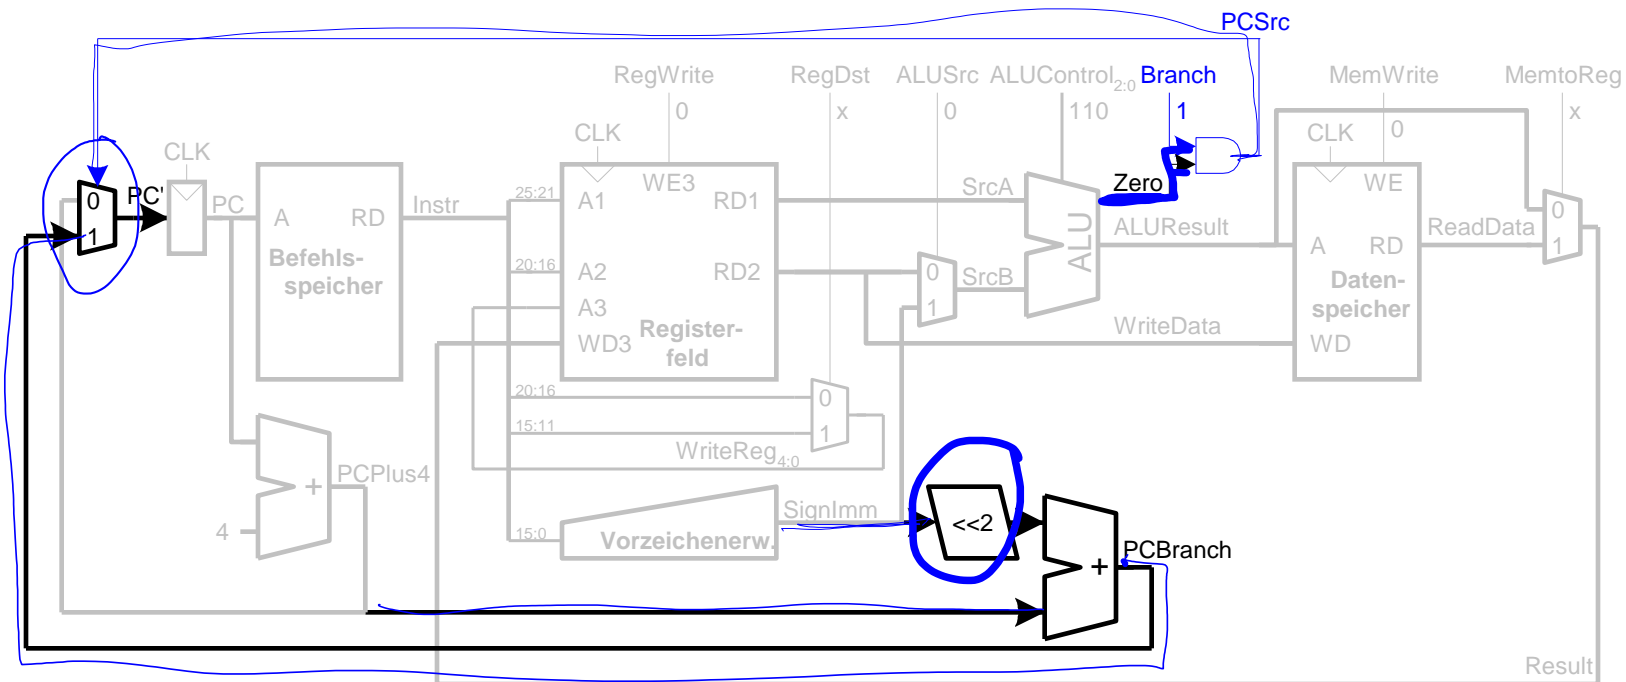 PCSrc
RegWrite RegDst ALUSrc ALUControl2:0 Branch MemWrite MemtoReg
0 x 0 110 1 0 x
CLK CLK CLK
0 PC' PC A RD Instr
1
Befehls-
speicher
25:21 A1 WE3 RD1 SrcA Zero WE
20:16 A2 RD2 0 SrcB ALU ALUResult A RD ReadData 0
A3 1 1
WD3 Register-
feld
WriteData WD Daten-
speicher
20:16 0
15:11 1
WriteReg4:0
PCPlus4
+
4
15:0 Vorzeichenerw. SignImm <<2
+ PCBranch
Result